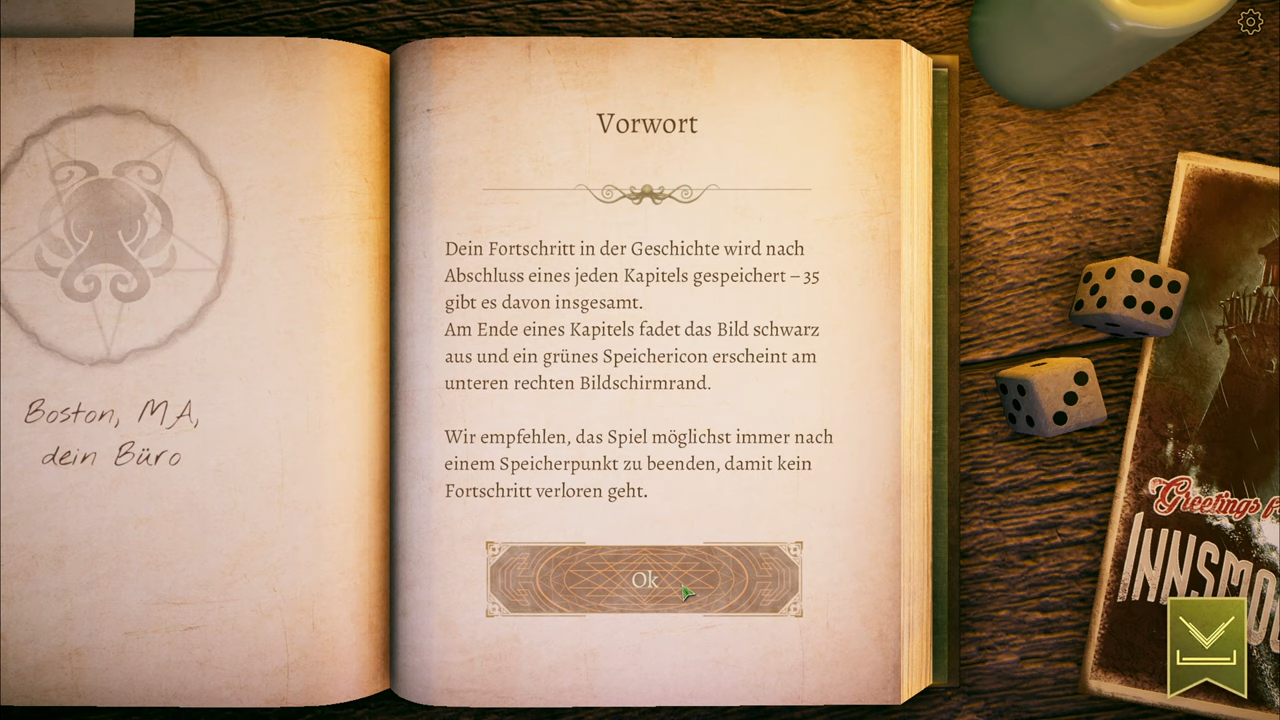 Boston, MA,
dein Büro
Vorwort
Dein Fortschritt in der Geschichte wird nach
Abschluss eines jeden Kapitels gespeichert – 35
gibt es davon insgesamt.
Am Ende eines Kapitels fadet das Bild schwarz
aus und ein grünes Speichericon erscheint am
unteren rechten Bildschirmrand.
Wir empfehlen, das Spiel möglichst immer nach
einem Speicherpunkt zu beenden, damit kein
Fortschritt verloren geht.
Ok
Greetings